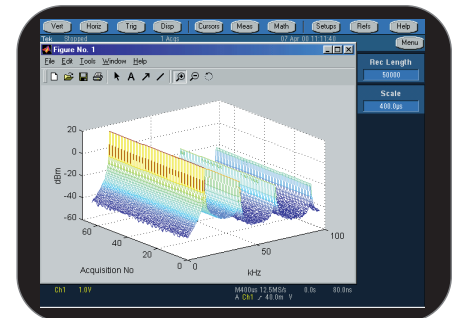 Vert Horiz Trig Disp Cursors Meas Math Setups Refs Help
Tek Stopped 1 Acqs 07 Apr 00 11:11:40
Menu
Figure No. 1
File Edit Tools Window Help
Rec Length
50000
Scale
400.0µs
20
0
-20
-40
-60
dBm
60
40
20
0
Acquisition No
0
50
100
kHz
Ch1 1.0V M400us 12.5MS/s 0.0s 80.0ns
A Ch1 40.0m V